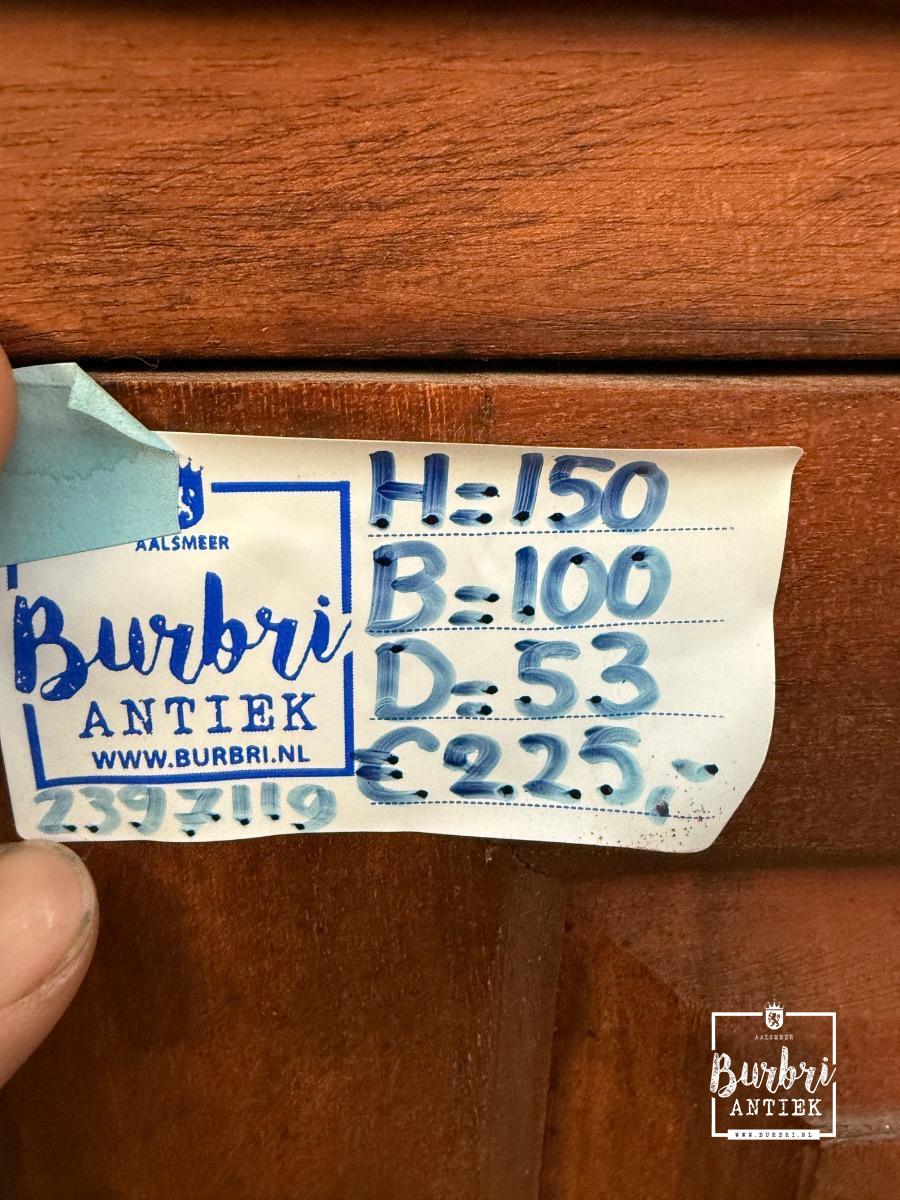 AALSMEER
Burbri
ANTIEK
WWW.BURBRI.NL
2397119
H=150
B=100
D=53
€225,-
AALSMEER
Burbri
ANTIEK
WWW.BURBRI.NL